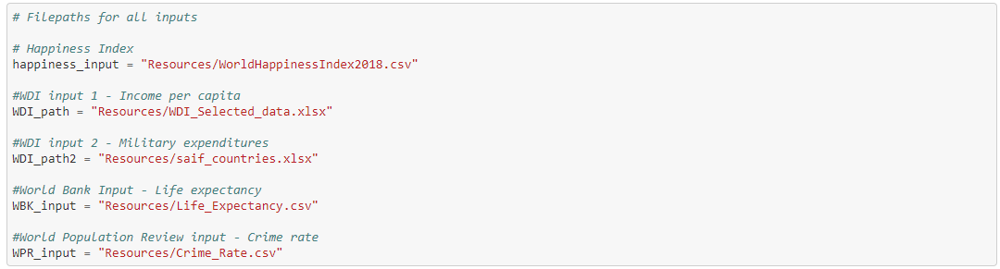 # Filepaths for all inputs
# Happiness Index
happiness_input = "Resources/WorldHappinessIndex2018.csv"
#WDI input 1 - Income per capita
WDI_path = "Resources/WDI_Selected_data.xlsx"
#WDI input 2 - Military expenditures
WDI_path2 = "Resources/saif_countries.xlsx"
#World Bank Input - Life expectancy
WBK_input = "Resources/Life_Expectancy.csv"
#World Population Review input - Crime rate
WPR_input = "Resources/Crime_Rate.csv"